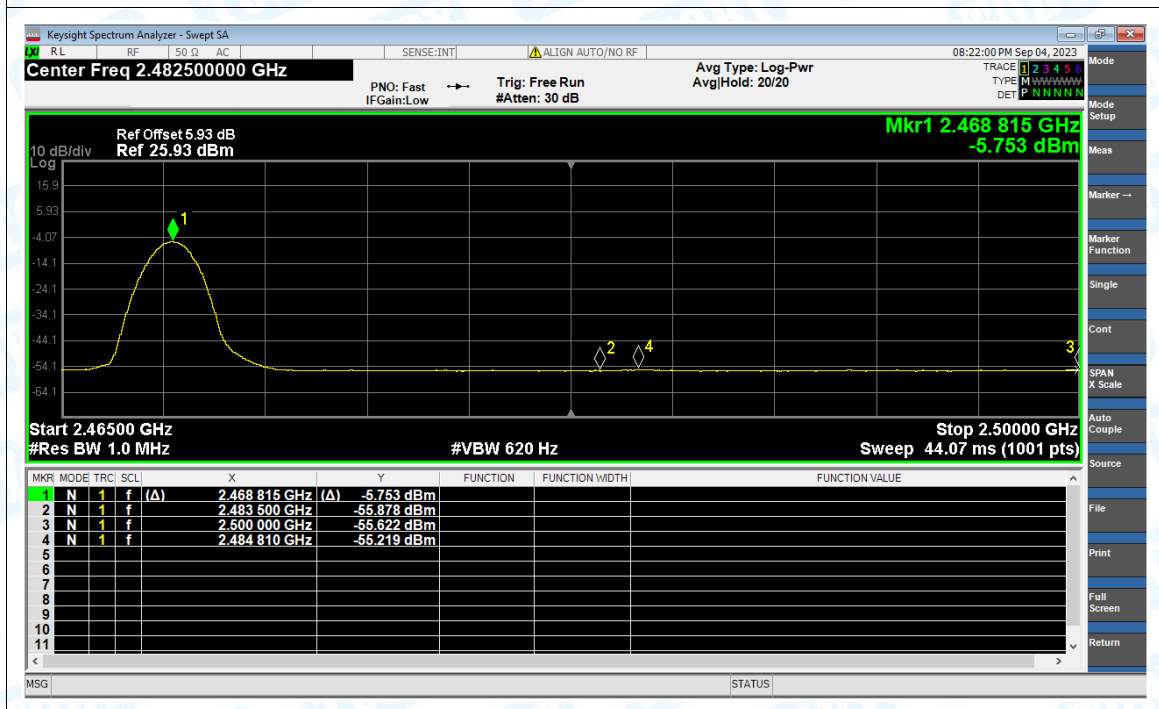 Keysight Spectrum Analyzer - Swept SA
LXI RL RF 50 Ω AC SENSE:INT ALIGN AUTO/NO RF 08:22:00 PM Sep 04, 2023
Center Freq 2.482500000 GHz
PNO: Fast
IFGain:Low
Trig: Free Run
#Atten: 30 dB
Avg Type: Log-Pwr
Avg|Hold: 20/20
TRACE 1 2 3 4 5 6
TYPE M W W W W W
DET P N N N N N
Ref Offset 5.93 dB
Ref 25.93 dBm
10 dB/div
Log
Mkr1 2.468 815 GHz
-5.753 dBm
15.9
5.93
-4.07
-14.1
-24.1
-34.1
-44.1
-54.1
-64.1
1
2
4
3
Start 2.46500 GHz
Stop 2.50000 GHz
#Res BW 1.0 MHz
#VBW 620 Hz
Sweep 44.07 ms (1001 pts)
MKR MODE TRC SCL X Y FUNCTION FUNCTION WIDTH FUNCTION VALUE
1 N 1 f (Δ) 2.468 815 GHz (Δ) -5.753 dBm
2 N 1 f 2.483 500 GHz -55.878 dBm
3 N 1 f 2.500 000 GHz -55.622 dBm
4 N 1 f 2.484 810 GHz -55.219 dBm
5
6
7
8
9
10
11
MSG
STATUS
Mode
Mode
Setup
Meas
Marker →
Marker
Function
Single
Cont
SPAN
X Scale
Auto
Couple
Source
File
Print
Full
Screen
Return